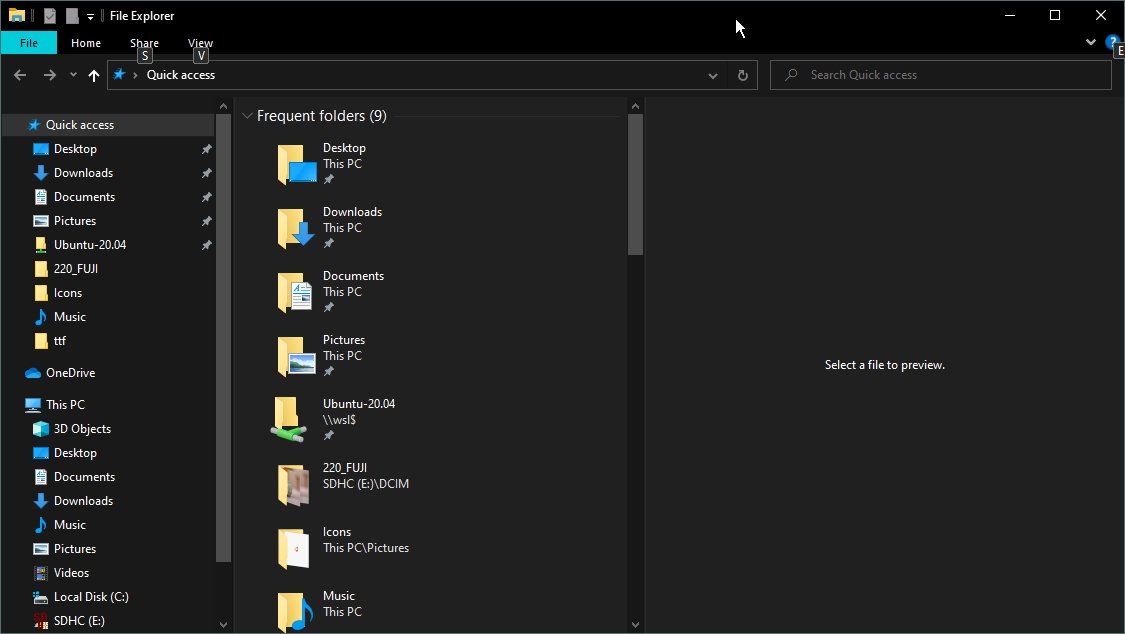 File Explorer
File
Home
Share
View
S
V
?
E
Quick access
Search Quick access
Quick access
Desktop
Downloads
Documents
Pictures
Ubuntu-20.04
220_FUJI
Icons
Music
ttf
OneDrive
This PC
3D Objects
Desktop
Documents
Downloads
Music
Pictures
Videos
Local Disk (C:)
SDHC (E:)
Frequent folders (9)
Desktop
This PC
Downloads
This PC
Documents
This PC
Pictures
This PC
Ubuntu-20.04
\\wsl$
220_FUJI
SDHC (E:)\DCIM
Icons
This PC\Pictures
Music
This PC
Select a file to preview.